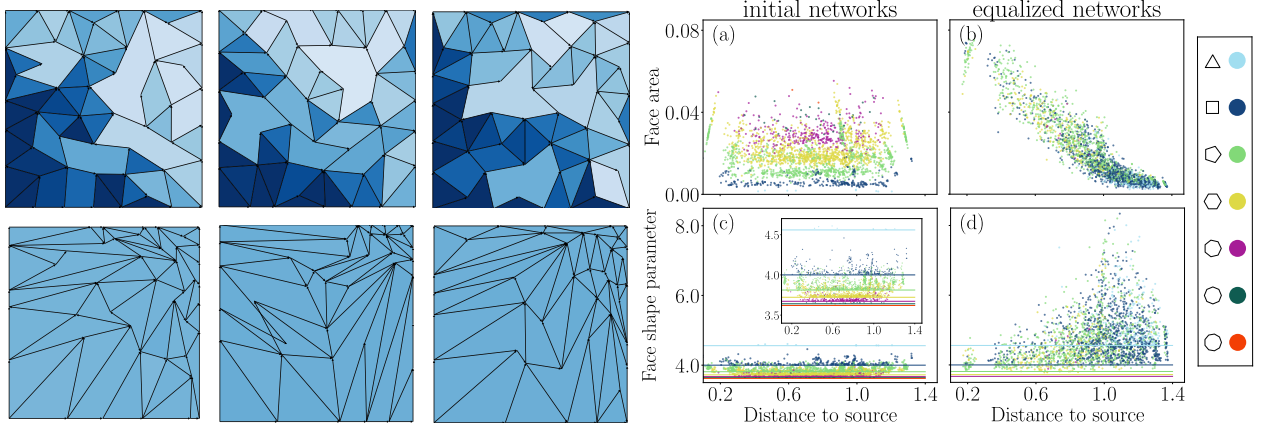 initial networks
equalized networks
(a)
(b)
Face area
0.08
0.04
0.00
(c)
(d)
Face shape parameter
8.0
6.0
4.0
4.5
4.0
3.5
0.2 0.6 1.0 1.4
0.2 0.6 1.0 1.4
0.2 0.6 1.0 1.4
Distance to source
Distance to source